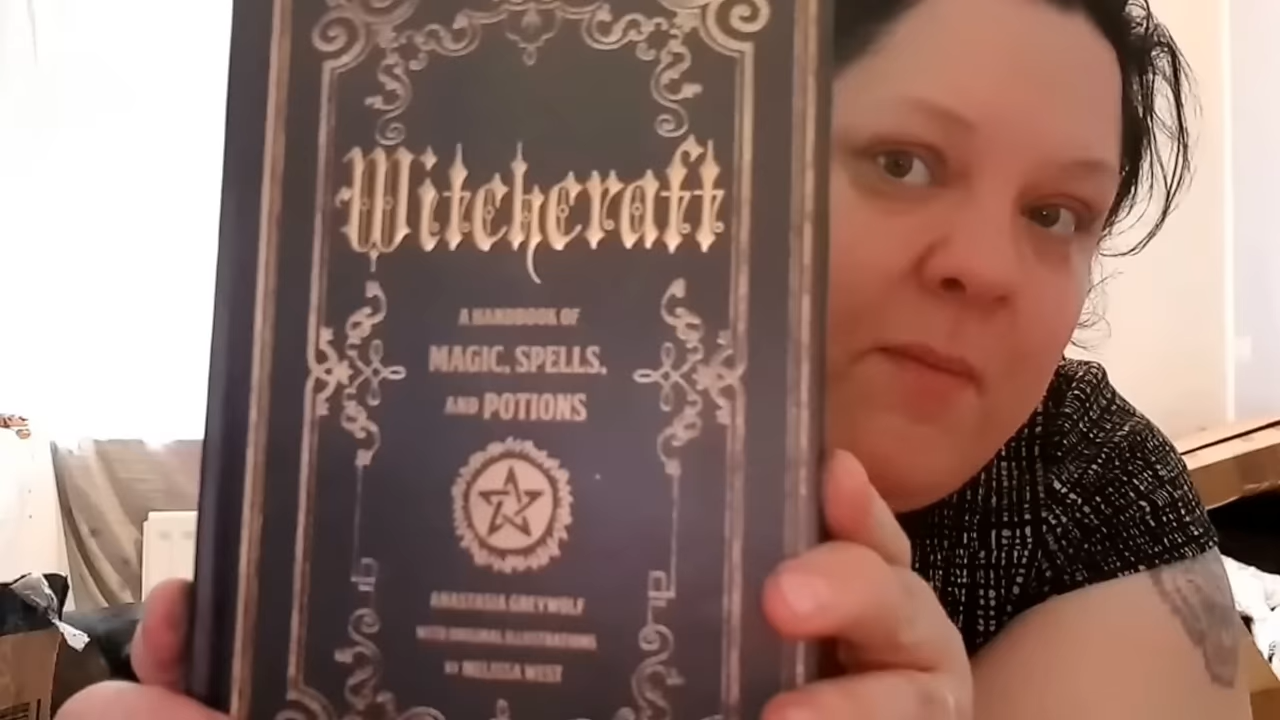 Witchcraft
A HANDBOOK OF
MAGIC, SPELLS,
AND POTIONS
ANASTASIA GREYWOLF
WITH ORIGINAL ILLUSTRATIONS
BY MELISSA WEST